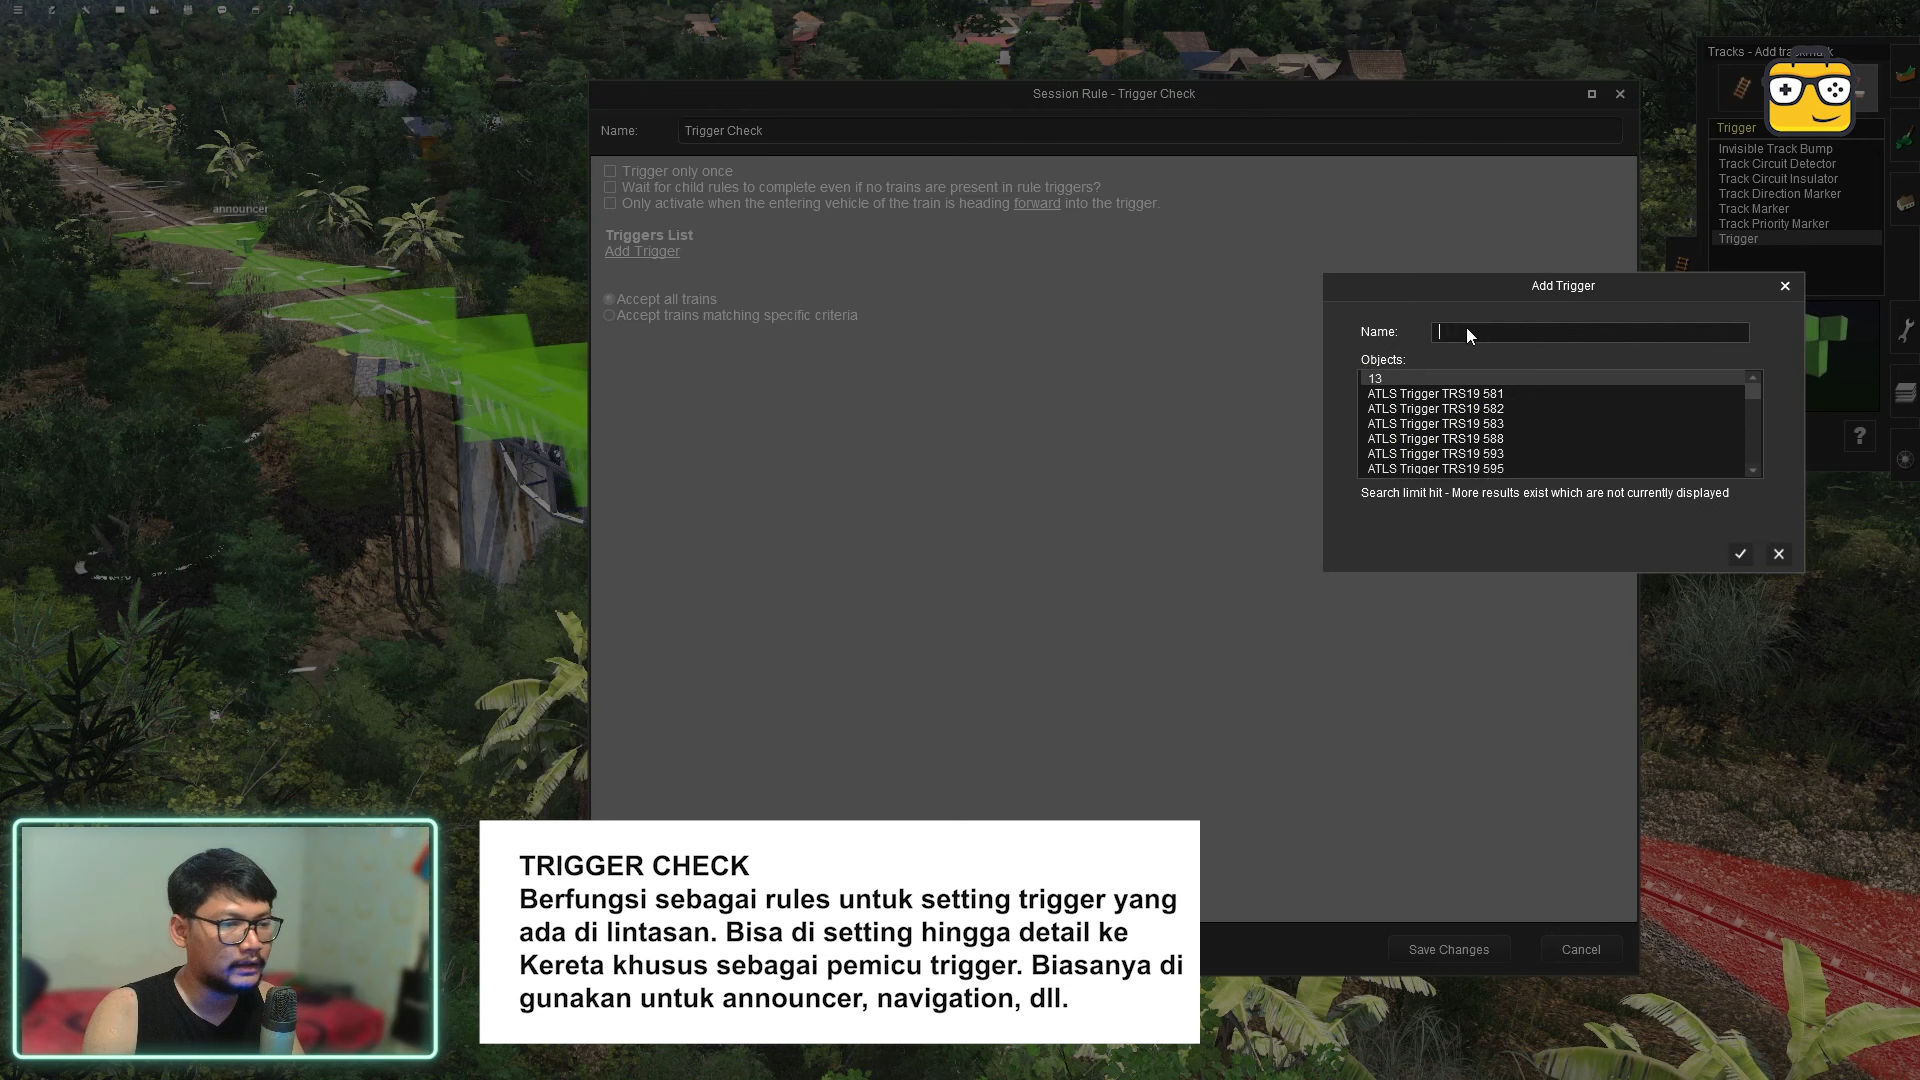 Session Rule - Trigger Check
Name:
Trigger Check
Trigger only once
Wait for child rules to complete even if no trains are present in rule triggers?
Only activate when the entering vehicle of the train is heading forward into the trigger.
Triggers List
Add Trigger
Accept all trains
Accept trains matching specific criteria
announcer
Tracks - Add trackmark
Trigger
Invisible Track Bump
Track Circuit Detector
Track Circuit Insulator
Track Direction Marker
Track Marker
Track Priority Marker
Trigger
?
Add Trigger
Name:
Objects:
13
ATLS Trigger TRS19 581
ATLS Trigger TRS19 582
ATLS Trigger TRS19 583
ATLS Trigger TRS19 588
ATLS Trigger TRS19 593
ATLS Trigger TRS19 595
Search limit hit - More results exist which are not currently displayed
Save Changes
Cancel
TRIGGER CHECK
Berfungsi sebagai rules untuk setting trigger yang
ada di lintasan. Bisa di setting hingga detail ke
Kereta khusus sebagai pemicu trigger. Biasanya di
gunakan untuk announcer, navigation, dll.